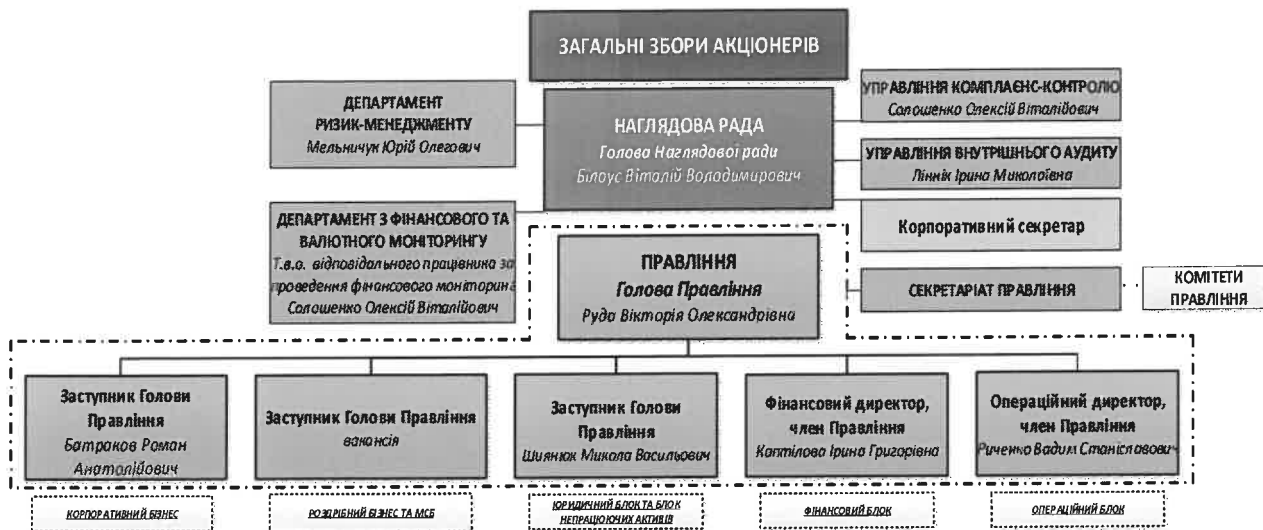 ЗАГАЛЬНІ ЗБОРИ АКЦІОНЕРІВ
ДЕПАРТАМЕНТ
РИЗИК-МЕНЕДЖМЕНТУ
Мельничук Юрій Олегович
НАГЛЯДОВА РАДА
Голова Наглядової ради
Білоус Віталій Володимирович
УПРАВЛІННЯ КОМПЛАЄНС-КОНТРОЛЮ
Салошенко Олексій Віталійович
УПРАВЛІННЯ ВНУТРІШНЬОГО АУДИТУ
Ліннік Ірина Миколаївна
Корпоративний секретар
ДЕПАРТАМЕНТ З ФІНАНСОВОГО ТА
ВАЛЮТНОГО МОНІТОРИНГУ
Т.в.о. відповідального працівника за
проведення фінансового моніторинг
Салошенко Олексій Віталійович
ПРАВЛІННЯ
Голова Правління
Руда Вікторія Олександрівна
СЕКРЕТАРІАТ ПРАВЛІННЯ
КОМІТЕТИ
ПРАВЛІННЯ
Заступник Голови
Правління
Батраков Роман
Анатолійович
Заступник Голови Правління
вакансія
Заступник Голови
Правління
Шиянюк Микола Васильович
Фінансовий директор,
член Правління
Каптілова Ірина Григорівна
Операційний директор,
член Правління
Риченко Вадим Станіславович
КОРПОРАТИВНИЙ БІЗНЕС
РОЗДРІБНИЙ БІЗНЕС ТА МСБ
ЮРИДИЧНИЙ БЛОК ТА БЛОК
НЕПРАЦЮЮЧИХ АКТИВІВ
ФІНАНСОВИЙ БЛОК
ОПЕРАЦІЙНИЙ БЛОК